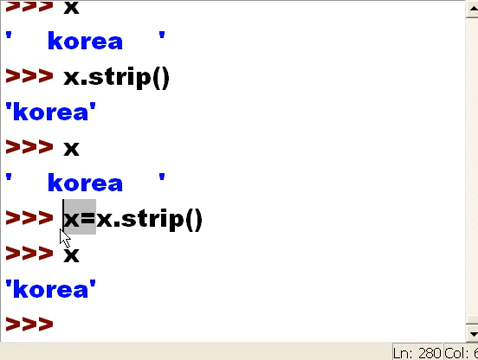 >>> x
'   korea   '
>>> x.strip()
'korea'
>>> x
'   korea   '
>>> x=x.strip()
>>> x
'korea'
>>>
Ln: 280 Col: 6